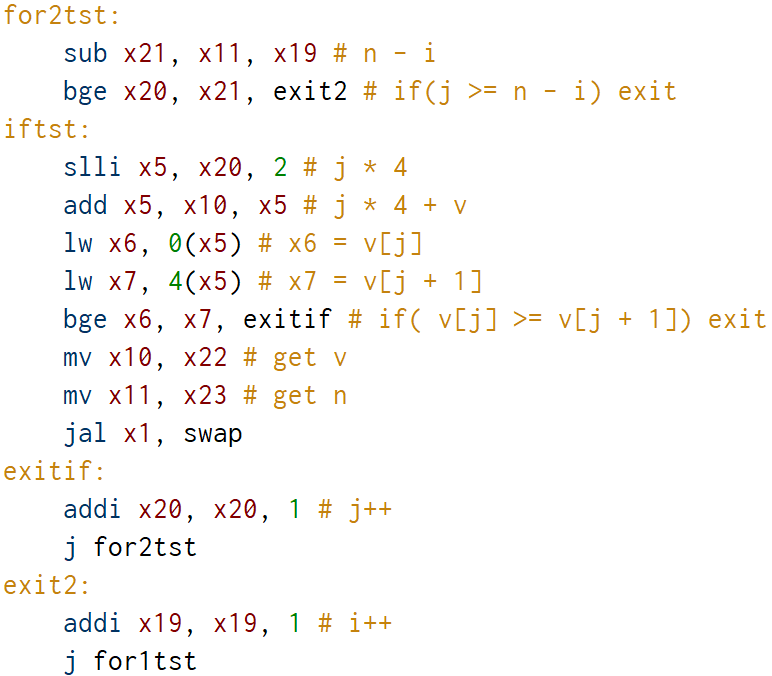 for2tst:
    sub x21, x11, x19 # n - i
    bge x20, x21, exit2 # if(j >= n - i) exit
iftst:
    slli x5, x20, 2 # j * 4
    add x5, x10, x5 # j * 4 + v
    lw x6, 0(x5) # x6 = v[j]
    lw x7, 4(x5) # x7 = v[j + 1]
    bge x6, x7, exitif # if( v[j] >= v[j + 1]) exit
    mv x10, x22 # get v
    mv x11, x23 # get n
    jal x1, swap
exitif:
    addi x20, x20, 1 # j++
    j for2tst
exit2:
    addi x19, x19, 1 # i++
    j for1tst